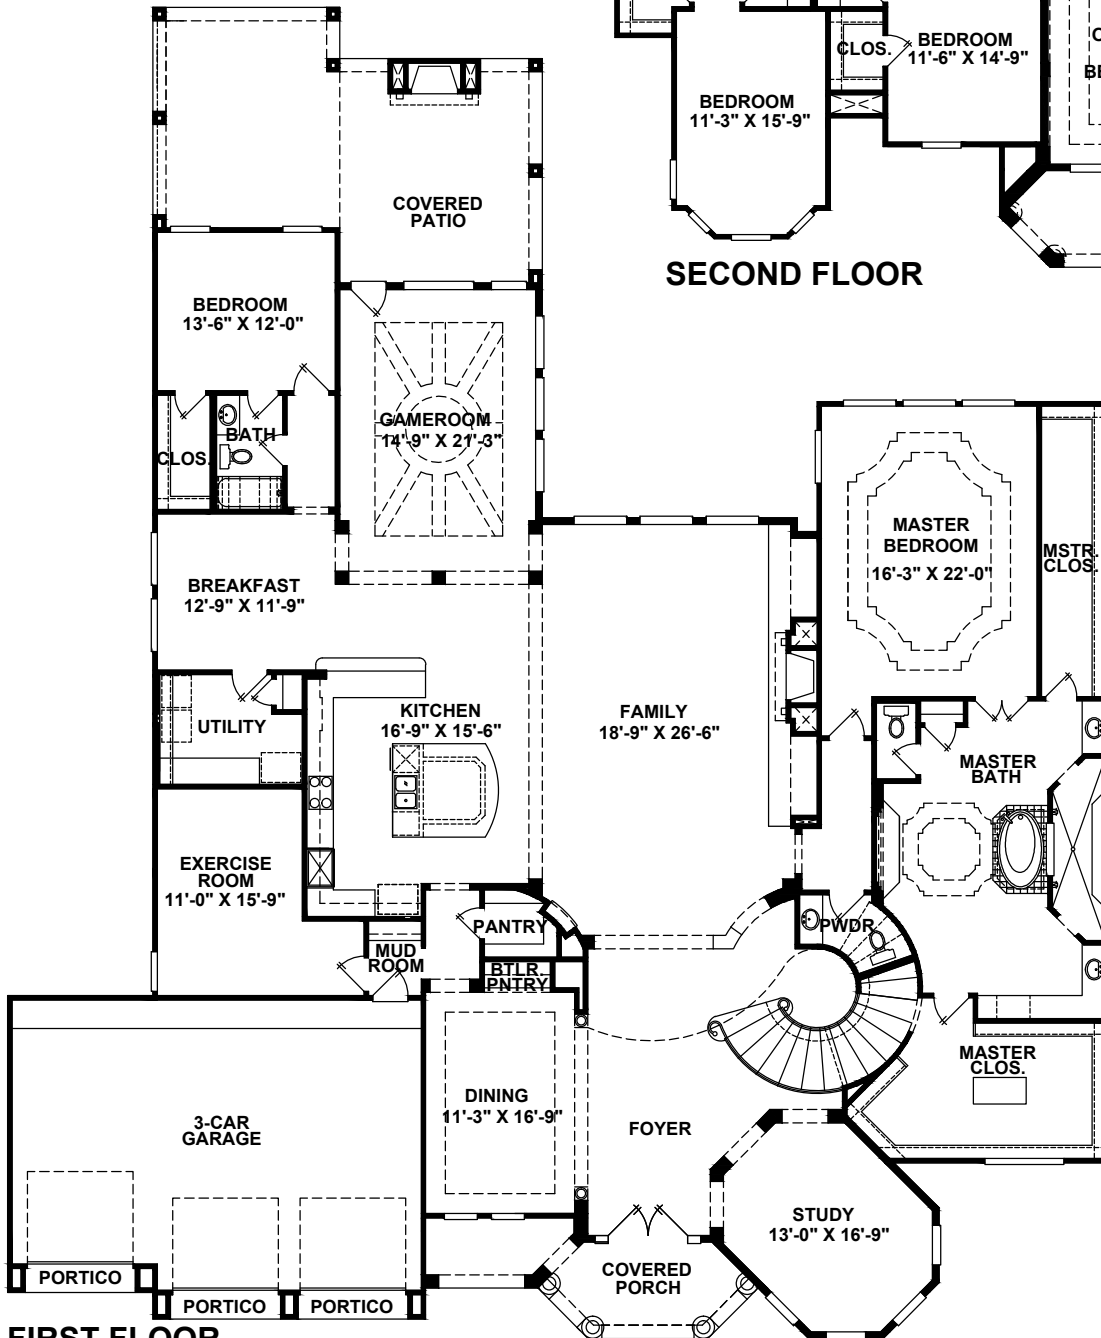 CLOS.
BEDROOM
11'-6" X 14'-9"
BEDROOM
11'-3" X 15'-9"
SECOND FLOOR
COVERED
PATIO
BEDROOM
13'-6" X 12'-0"
GAMEROOM
14'-9" X 21'-3"
BATH
CLOS.
MASTER
BEDROOM
16'-3" X 22'-0"
MSTR.
CLOS.
BREAKFAST
12'-9" X 11'-9"
UTILITY
KITCHEN
16'-9" X 15'-6"
FAMILY
18'-9" X 26'-6"
MASTER
BATH
EXERCISE
ROOM
11'-0" X 15'-9"
PANTRY
PWDR.
MUD
ROOM
BTLR.
PNTRY
MASTER
CLOS.
DINING
11'-3" X 16'-9"
3-CAR
GARAGE
FOYER
STUDY
13'-0" X 16'-9"
COVERED
PORCH
PORTICO
PORTICO
PORTICO
FIRST FLOOR